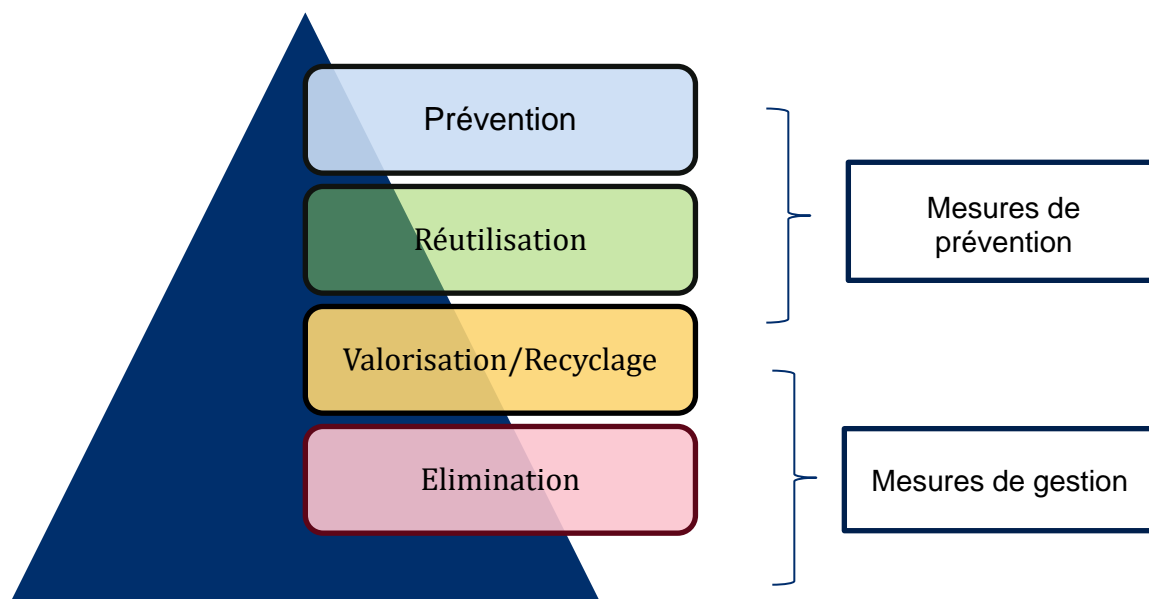 Prévention
Réutilisation
Valorisation/Recyclage
Elimination
Mesures de
prévention
Mesures de gestion